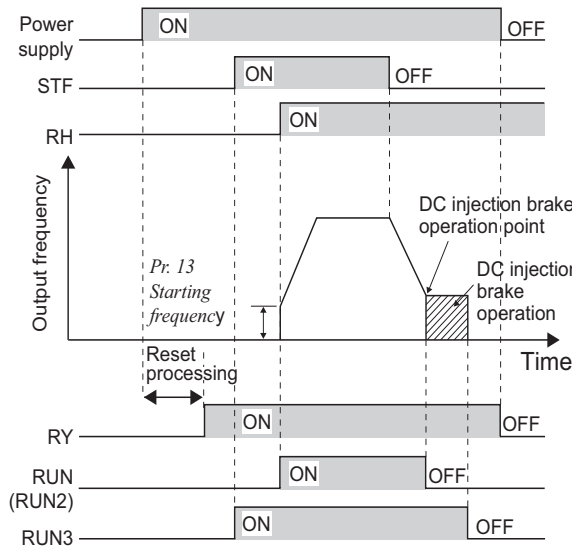 Power
supply
ON
OFF
STF
ON
OFF
RH
ON
Output frequency
Pr. 13
Starting
frequency
DC injection brake
operation point
DC injection
brake
operation
Time
Reset
processing
RY
ON
OFF
RUN
(RUN2)
ON
OFF
RUN3
ON
OFF